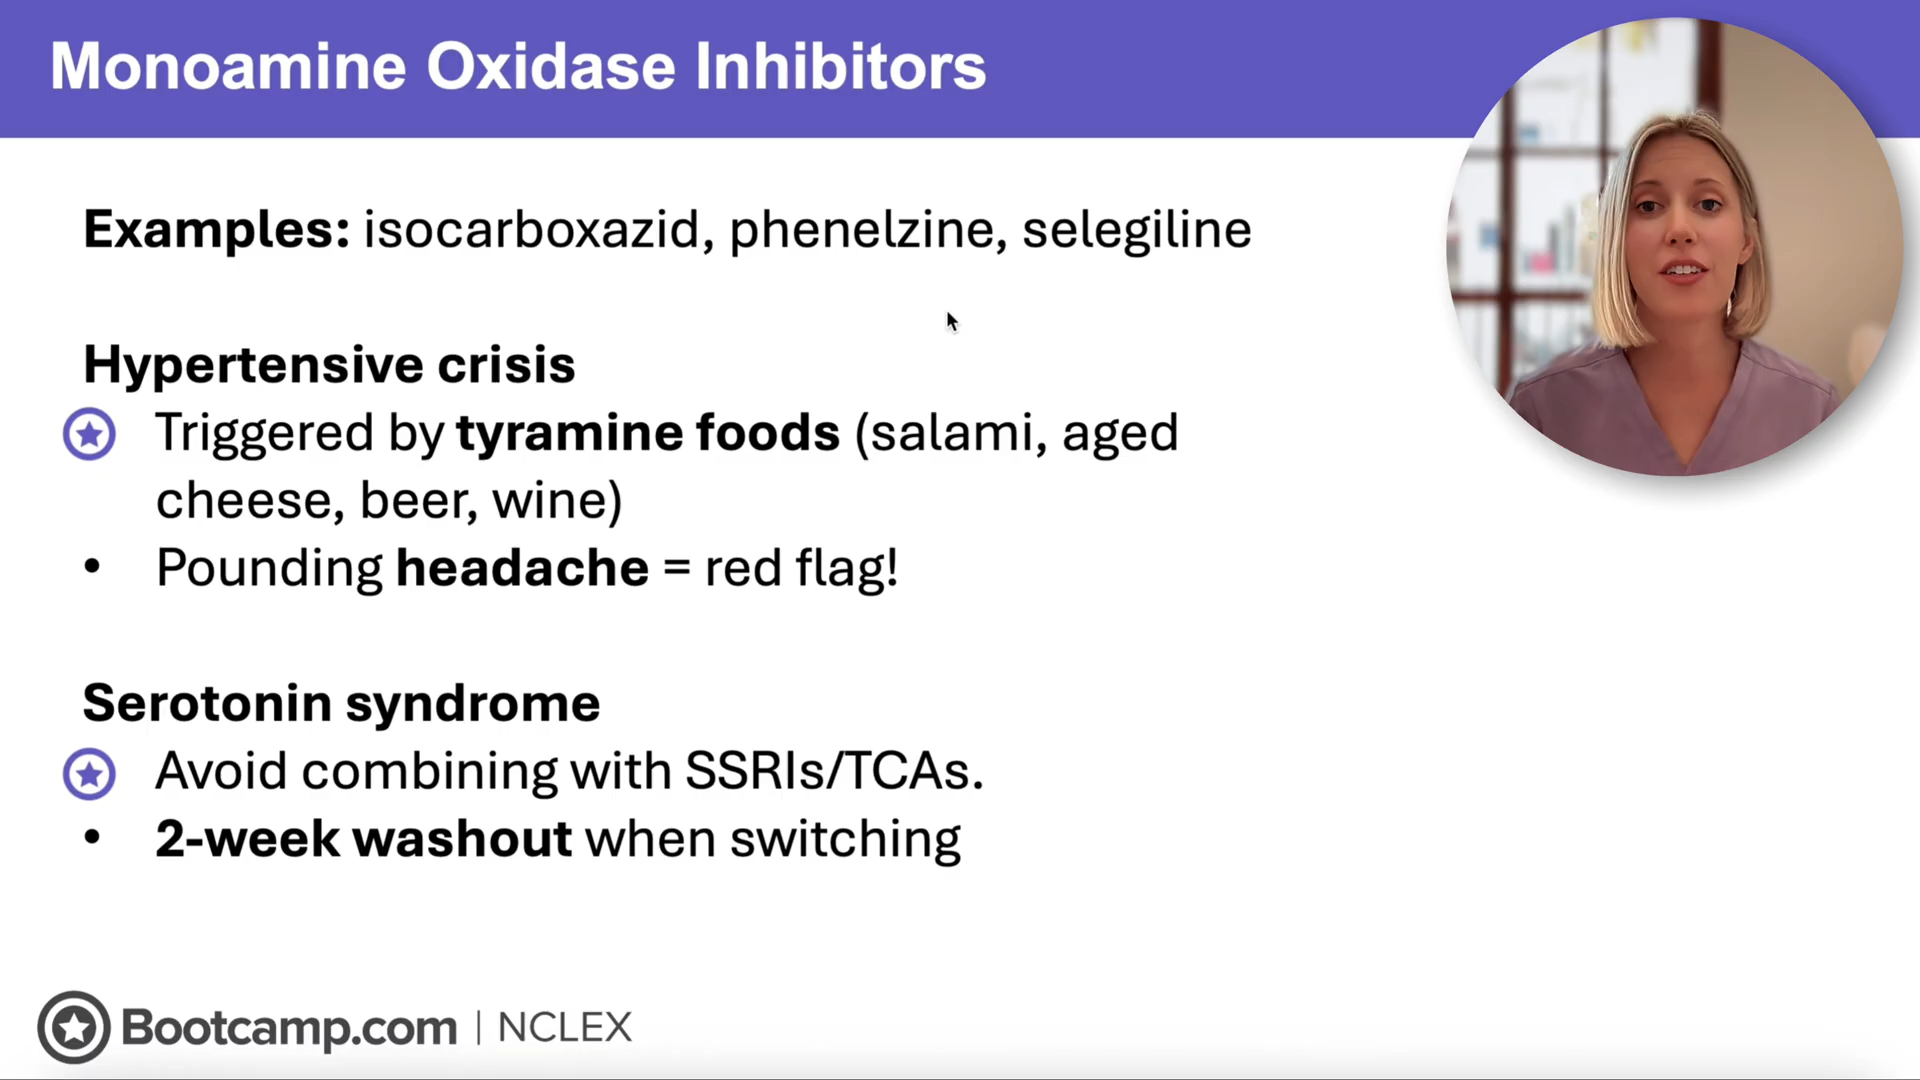 Monoamine Oxidase Inhibitors
Examples: isocarboxazid, phenelzine, selegiline
Hypertensive crisis
Triggered by tyramine foods (salami, aged
cheese, beer, wine)
• Pounding headache = red flag!
Serotonin syndrome
Avoid combining with SSRIs/TCAs.
• 2-week washout when switching
Bootcamp.com | NCLEX